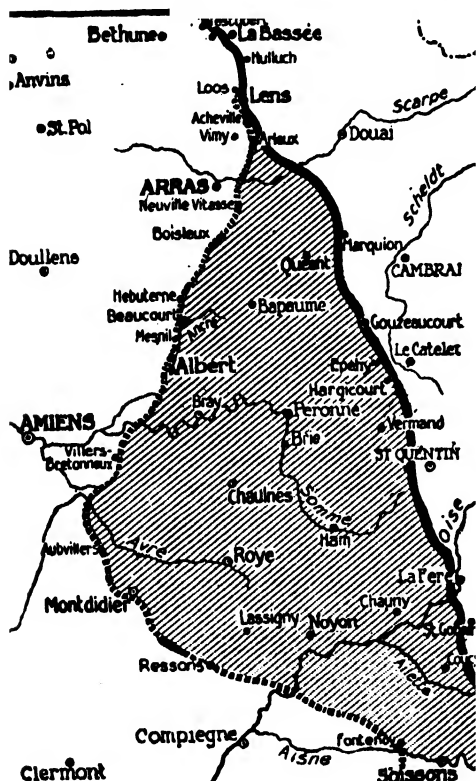 Bethune
La Bassée
Hulluch
Anvins
Loos
Lens
Acheville
Scarpe
St. Pol
Vimy
Arleux
Douai
ARRAS
Neuville Vitasse
Scheldt
Boisleux
Marquion
Doullens
Quéant
CAMBRAI
Hebuterne
Bapaume
Beaucourt
Ancre
Gouzeaucourt
Mesnil
Le Catelet
Albert
Epehy
Hargicourt
Bray
AMIENS
Peronne
Vermand
Villers-
Bretonneux
Brie
ST QUENTIN
Chaulnes
Somme
Oise
Ham
Aubvillers
Avre
Roye
La Fere
Chauny
Montdidier
Lassigny
Noyon
Ressons
Compiegne
Fontenoy
Aisne
Clermont
Soissons